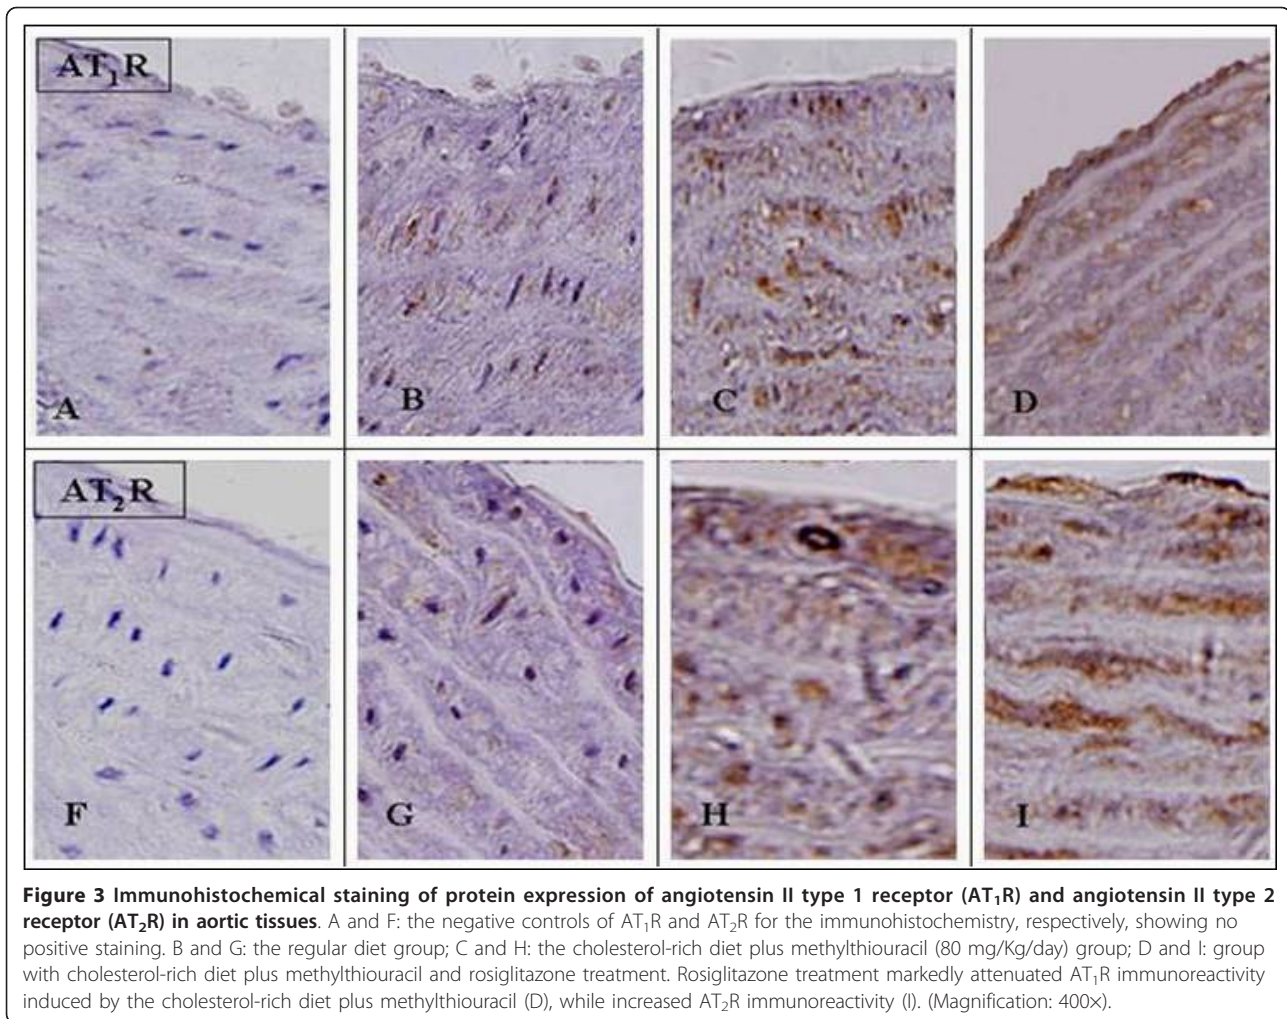 AT₁R
A
B
C
D
AT₂R
F
G
H
I
Figure 3 Immunohistochemical staining of protein expression of angiotensin II type 1 receptor (AT₁R) and angiotensin II type 2
receptor (AT₂R) in aortic tissues. A and F: the negative controls of AT₁R and AT₂R for the immunohistochemistry, respectively, showing no
positive staining. B and G: the regular diet group; C and H: the cholesterol-rich diet plus methylthiouracil (80 mg/Kg/day) group; D and I: group
with cholesterol-rich diet plus methylthiouracil and rosiglitazone treatment. Rosiglitazone treatment markedly attenuated AT₁R immunoreactivity
induced by the cholesterol-rich diet plus methylthiouracil (D), while increased AT₂R immunoreactivity (I). (Magnification: 400×).